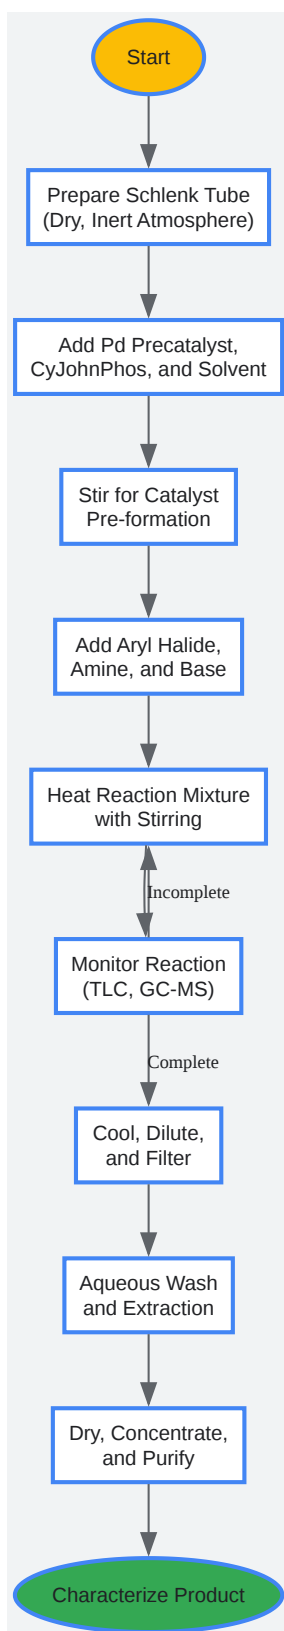 Start
Prepare Schlenk Tube
(Dry, Inert Atmosphere)
Add Pd Precatalyst,
CyJohnPhos, and Solvent
Stir for Catalyst
Pre-formation
Add Aryl Halide,
Amine, and Base
Heat Reaction Mixture
with Stirring
Incomplete
Monitor Reaction
(TLC, GC-MS)
Complete
Cool, Dilute,
and Filter
Aqueous Wash
and Extraction
Dry, Concentrate,
and Purify
Characterize Product